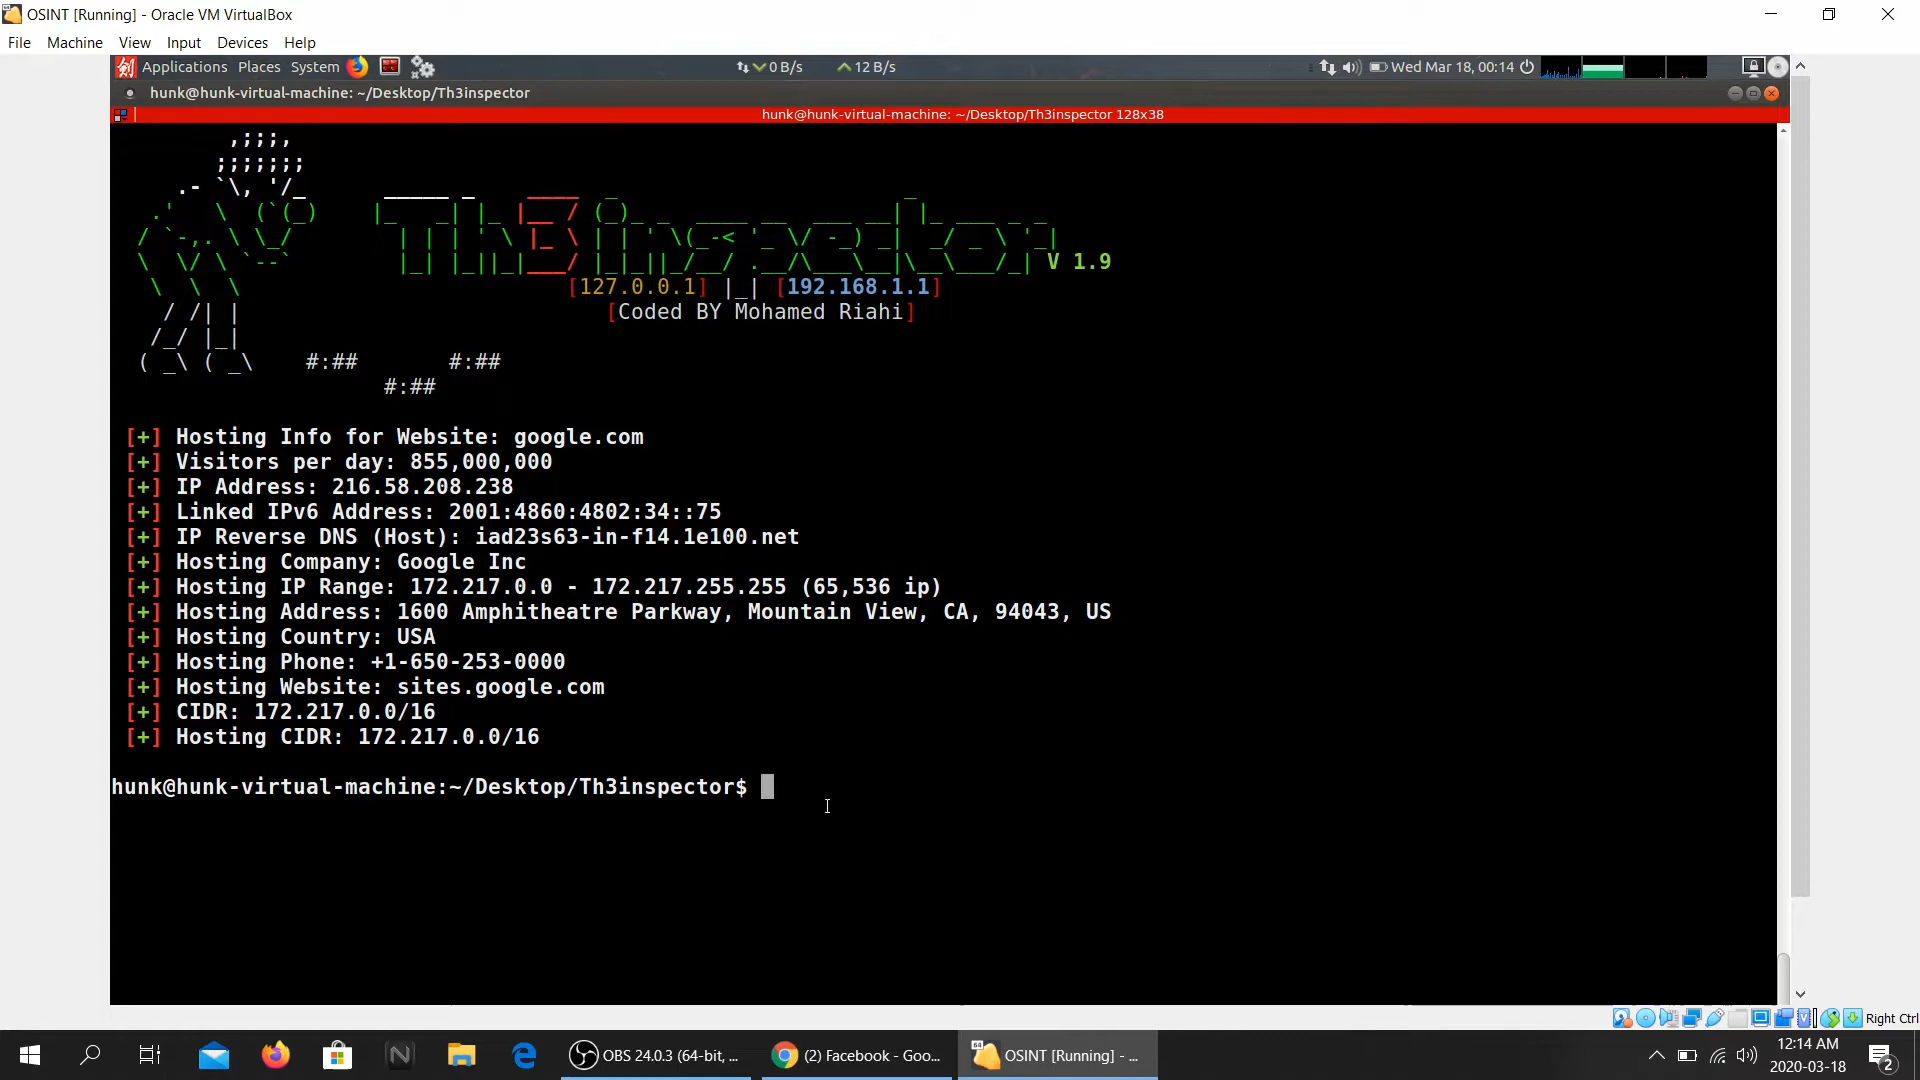 OSINT [Running] - Oracle VM VirtualBox
File Machine View Input Devices Help
Applications Places System 0 B/s 12 B/s Wed Mar 18, 00:14
hunk@hunk-virtual-machine: ~/Desktop/Th3inspector
hunk@hunk-virtual-machine: ~/Desktop/Th3inspector 128x38
Th3inspector V 1.9
[127.0.0.1] |_| [192.168.1.1]
[Coded BY Mohamed Riahi]
#:## #:##
#:##
[+] Hosting Info for Website: google.com
[+] Visitors per day: 855,000,000
[+] IP Address: 216.58.208.238
[+] Linked IPv6 Address: 2001:4860:4802:34::75
[+] IP Reverse DNS (Host): iad23s63-in-f14.1e100.net
[+] Hosting Company: Google Inc
[+] Hosting IP Range: 172.217.0.0 - 172.217.255.255 (65,536 ip)
[+] Hosting Address: 1600 Amphitheatre Parkway, Mountain View, CA, 94043, US
[+] Hosting Country: USA
[+] Hosting Phone: +1-650-253-0000
[+] Hosting Website: sites.google.com
[+] CIDR: 172.217.0.0/16
[+] Hosting CIDR: 172.217.0.0/16
hunk@hunk-virtual-machine:~/Desktop/Th3inspector$
Right Ctrl
OBS 24.0.3 (64-bit, ... (2) Facebook - Goo... OSINT [Running] - ... 12:14 AM
2020-03-18 2